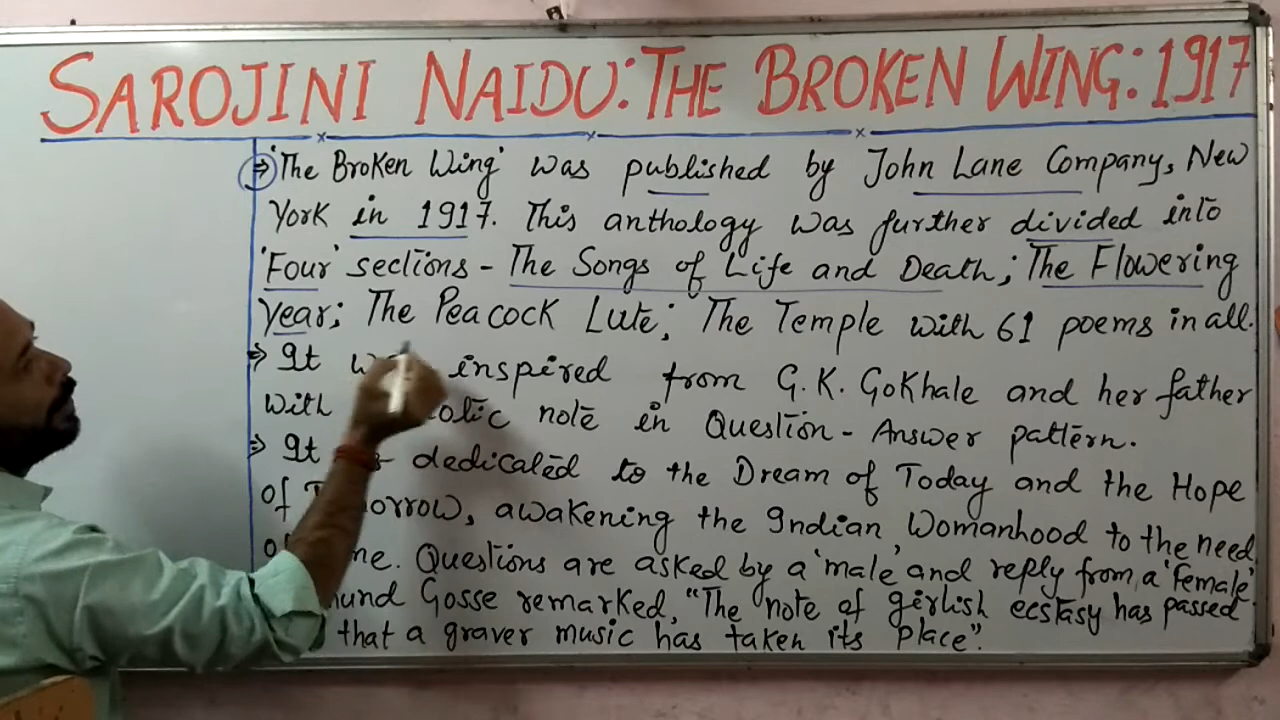 SAROJINI NAIDU: THE BROKEN WING: 1917
⇒ 'The Broken Wing' was published by John Lane Company, New
York in 1917. This anthology was further divided into
'Four' sections - The Songs of Life and Death; The Flowering
Year; The Peacock Lute; The Temple with 61 poems in all.
⇒ It inspired from G. K. Gokhale and her father
with note in Question - Answer pattern.
⇒ It dedicated to the Dream of Today and the Hope
of awakening the Indian Womanhood to the need
Questions are asked by a 'male' and reply from a 'female'.
Gosse remarked, "The note of girlish ecstasy has passed
that a graver music has taken its place".